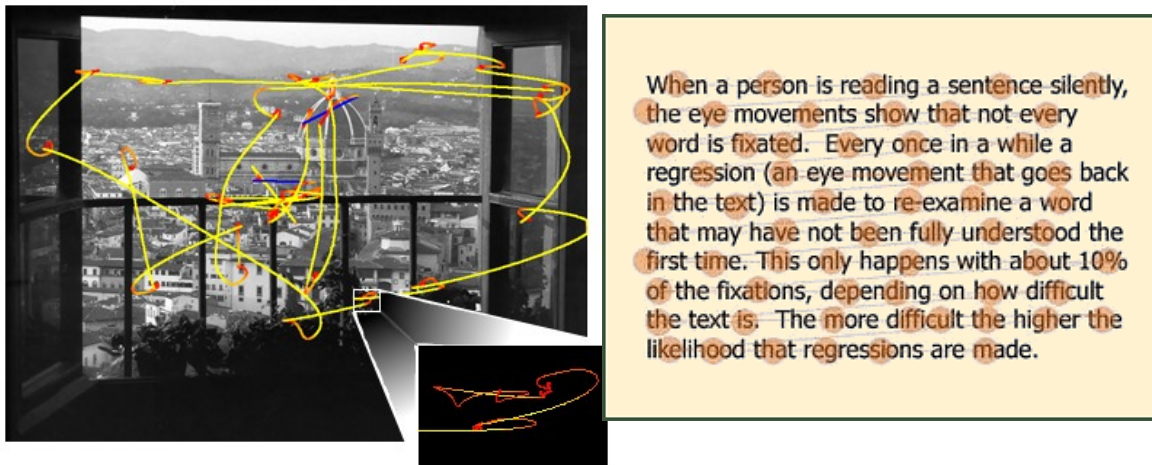 When a person is reading a sentence silently,
the eye movements show that not every
word is fixated. Every once in a while a
regression (an eye movement that goes back
in the text) is made to re-examine a word
that may have not been fully understood the
first time. This only happens with about 10%
of the fixations, depending on how difficult
the text is. The more difficult the higher the
likelihood that regressions are made.